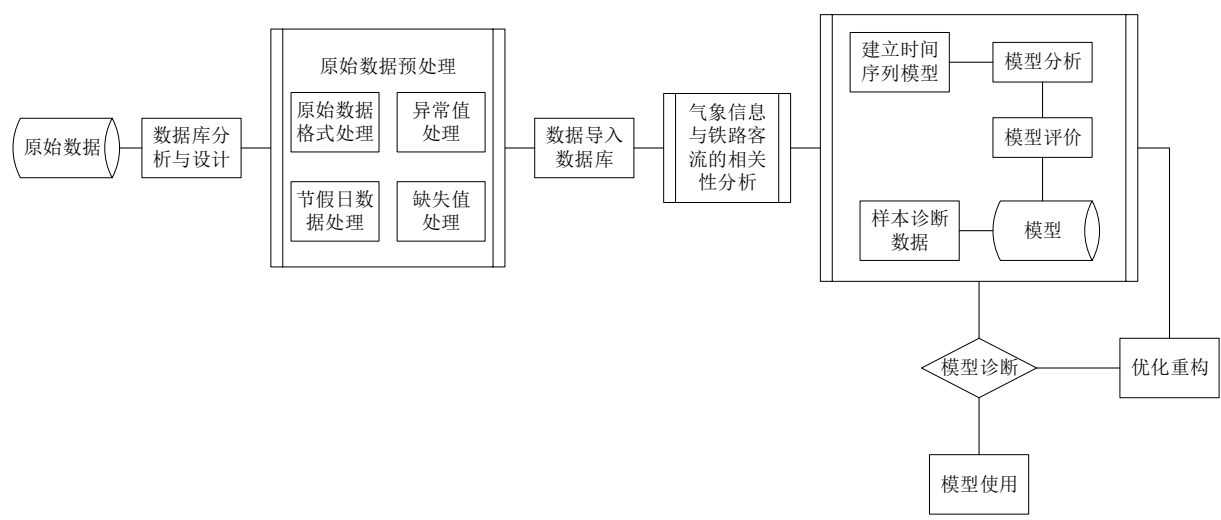 原始数据
数据库分
析与设计
原始数据预处理
原始数据
格式处理
异常值
处理
节假日数
据处理
缺失值
处理
数据导入
数据库
气象信息
与铁路客
流的相关
性分析
建立时间
序列模型
模型分析
模型评价
样本诊断
数据
模型
模型诊断
优化重构
模型使用